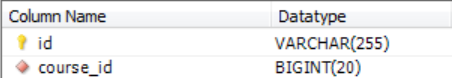 Column Name Datatype
id VARCHAR(255)
course_id BIGINT(20)